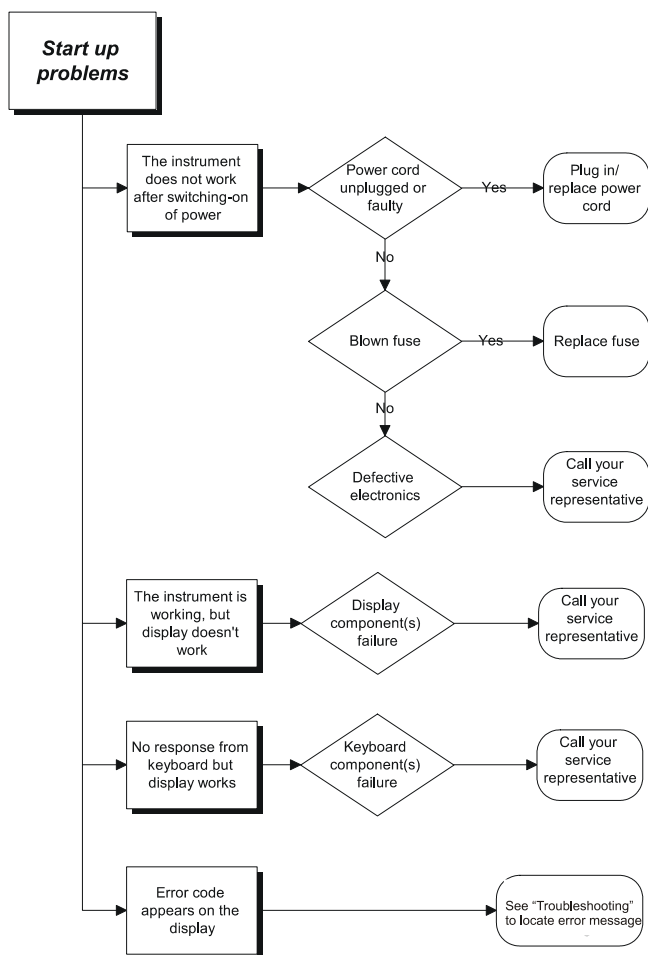 Start up
problems
The instrument
does not work
after switching-on
of power
Power cord
unplugged or
faulty
Yes
Plug in/
replace power
cord
No
Blown fuse
Yes
Replace fuse
No
Defective
electronics
Call your
service
representative
The instrument is
working, but
display doesn't
work
Display
component(s)
failure
Call your
service
representative
No response from
keyboard but
display works
Keyboard
component(s)
failure
Call your
service
representative
Error code
appears on the
display
See “Troubleshooting”
to locate error message